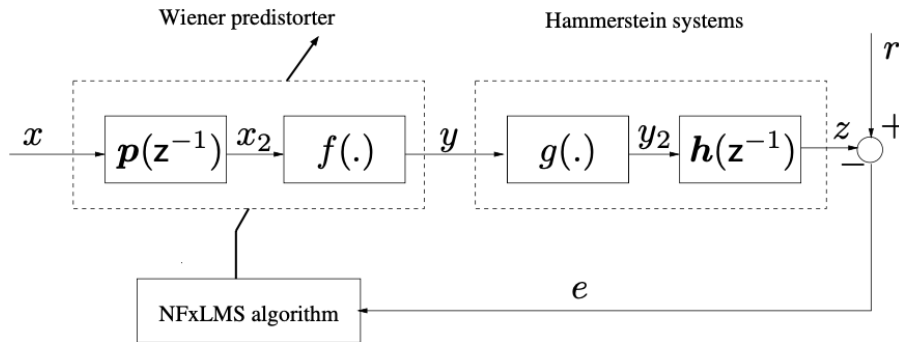 Wiener predistorter
Hammerstein systems
r
x
p(z⁻¹)
x₂
f(.)
y
g(.)
y₂
h(z⁻¹)
z
+
−
e
NFxLMS algorithm